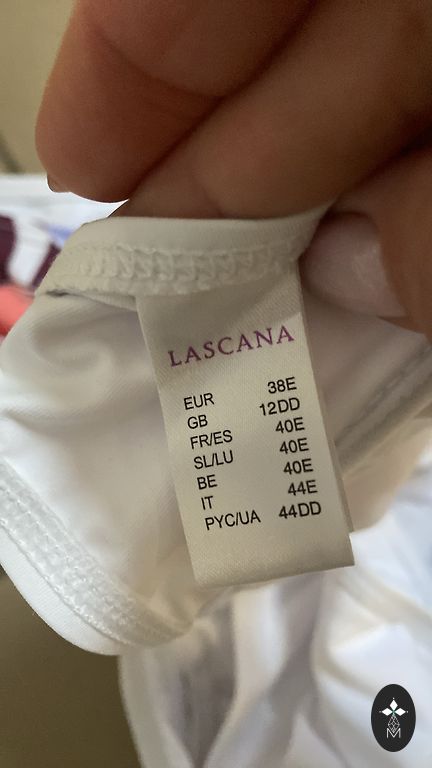 LASCANA
EUR 38E
GB 12DD
FR/ES 40E
SL/LU 40E
BE 40E
IT 44E
PYC/UA 44DD
M